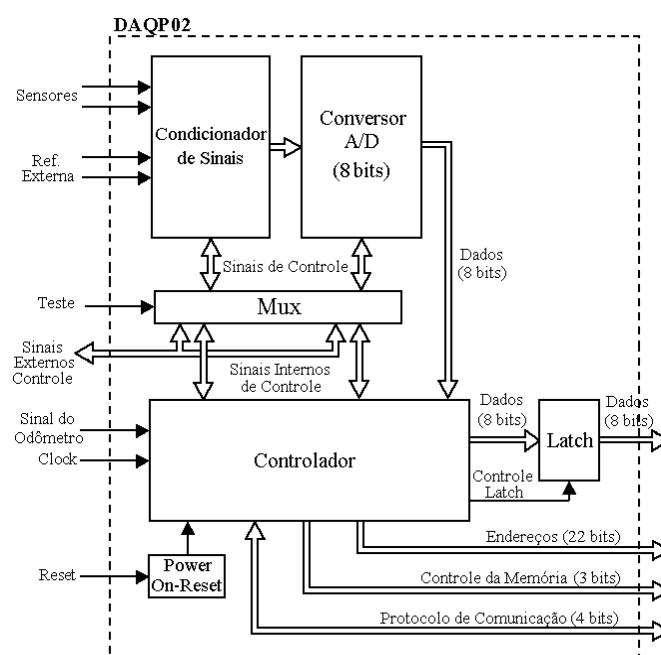 DAQP02
Sensores
Ref.
Externa
Condicionador
de Sinais
Conversor
A/D
(8 bits)
Sinais de Controle
Dados
(8 bits)
Teste
Mux
Sinais
Externos
Controle
Sinais Internos
de Controle
Sinal do
Odômetro
Clock
Controlador
Dados
(8 bits)
Latch
Dados
(8 bits)
Controle
Latch
Reset
Power
On-Reset
Endereços (22 bits)
Controle da Memória (3 bits)
Protocolo de Comunicação (4 bits)